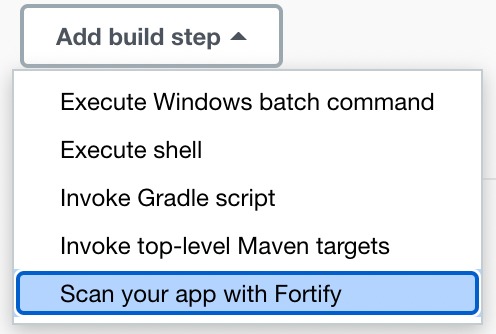 Add build step
Execute Windows batch command
Execute shell
Invoke Gradle script
Invoke top-level Maven targets
Scan your app with Fortify